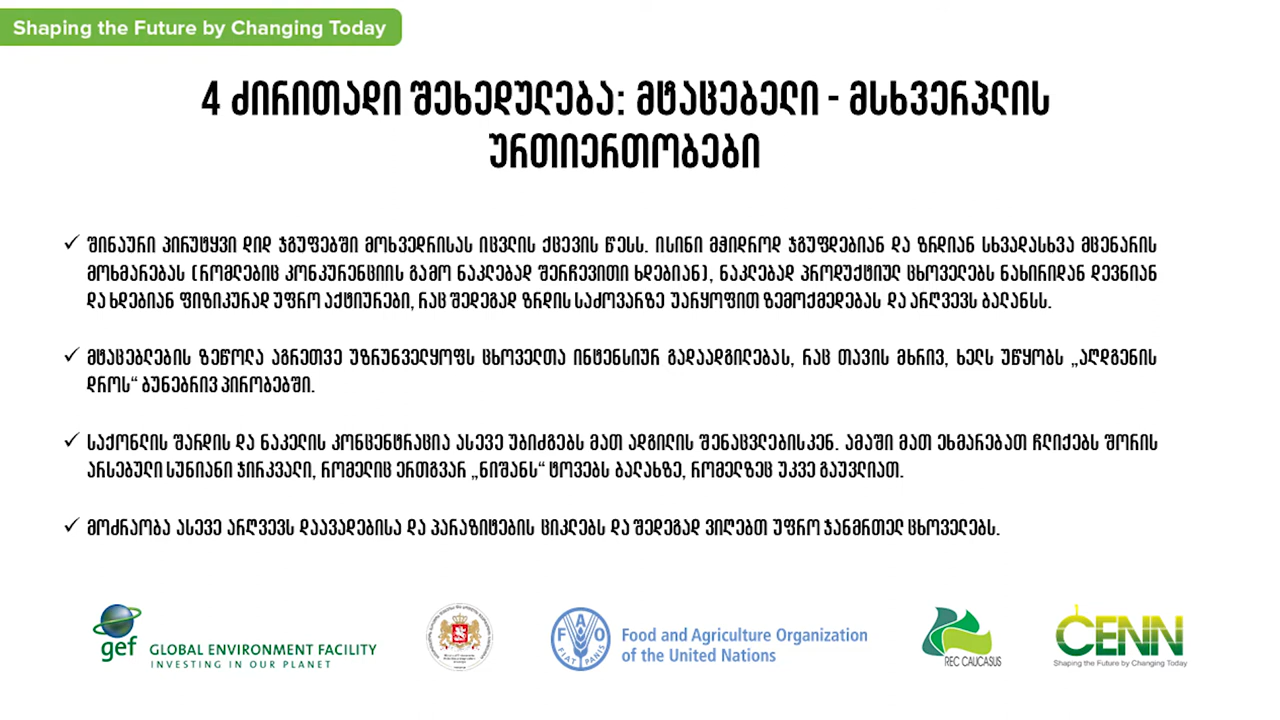 Shaping the Future by Changing Today
4 ძირითადი შეხედულება: მტაცებელი - მსხვერპლის
ურთიერთობები
✓ შინაური პირუტყვი დიდ ჯგუფებში მოხვედრისას იცვლის ქცევის წესს. ისინი მჭიდროდ ჯგუფდებიან და ზრდიან სხვადასხვა მცენარის
მოხმარებას (რომლებიც კონკურენციის გამო ნაკლებად შერჩევითი ხდებიან), ნაკლებად პროდუქტიულ ცხოველებს ნახირიდან დევნიან
და ხდებიან ფიზიკურად უფრო აქტიურები, რაც შედეგად ზრდის საძოვარზე უარყოფით ზემოქმედებას და არღვევს ბალანსს.
✓ მტაცებლების ზეწოლა აგრეთვე უზრუნველყოფს ცხოველთა ინტენსიურ გადაადგილებას, რაც თავის მხრივ, ხელს უწყობს „აღდგენის
დროს“ ბუნებრივ პირობებში.
✓ საქონლის შარდის და ნაკელის კონცენტრაცია ასევე უბიძგებს მათ ადგილის შენაცვლებისკენ. ამაში მათ ეხმარებათ ჩლიქებს შორის
არსებული სუნიანი ჯირკვალი, რომელიც ერთგვარ „ნიშანს“ ტოვებს ბალახზე, რომელზეც უკვე გაუვლიათ.
✓ მოძრაობა ასევე არღვევს დაავადებისა და პარაზიტების ციკლებს და შედეგად ვიღებთ უფრო ჯანმრთელ ცხოველებს.
gef GLOBAL ENVIRONMENT FACILITY
INVESTING IN OUR PLANET
FAO
FIAT PANIS
Food and Agriculture Organization
of the United Nations
REC CAUCASUS
CENN
Shaping the Future by Changing Today